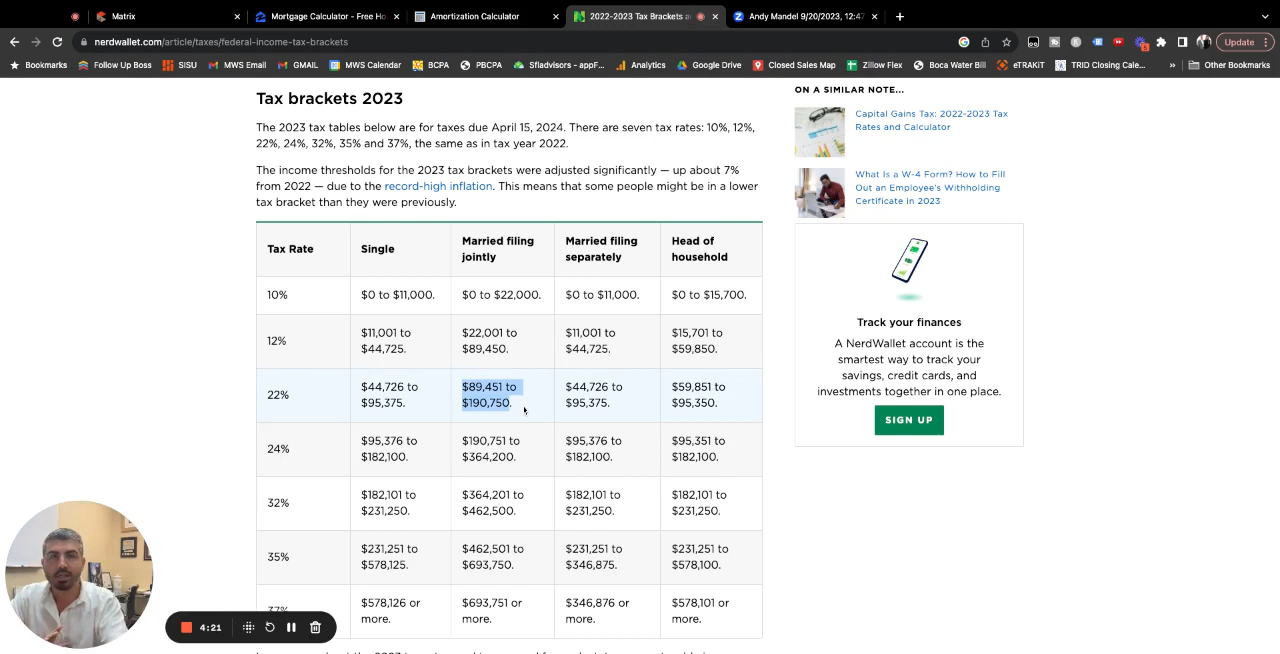 Matrix
Mortgage Calculator - Free Ho
Amortization Calculator
2022-2023 Tax Brackets a
Andy Mandel 9/20/2023, 12:47
nerdwallet.com/article/taxes/federal-income-tax-brackets
Update
Bookmarks
Follow Up Boss
SISU
MWS Email
GMAIL
MWS Calendar
BCPA
PBCPA
Sfladvisors - appF...
Analytics
Google Drive
Closed Sales Map
Zillow Flex
Boca Water Bill
eTRAKiT
TRID Closing Cale...
»
Other Bookmarks
Tax brackets 2023
The 2023 tax tables below are for taxes due April 15, 2024. There are seven tax rates: 10%, 12%,
22%, 24%, 32%, 35% and 37%, the same as in tax year 2022.
The income thresholds for the 2023 tax brackets were adjusted significantly — up about 7%
from 2022 — due to the record-high inflation. This means that some people might be in a lower
tax bracket than they were previously.
Tax Rate
Single
Married filing
jointly
Married filing
separately
Head of
household
10%
$0 to $11,000.
$0 to $22,000.
$0 to $11,000.
$0 to $15,700.
12%
$11,001 to
$44,725.
$22,001 to
$89,450.
$11,001 to
$44,725.
$15,701 to
$59,850.
22%
$44,726 to
$95,375.
$89,451 to
$190,750.
$44,726 to
$95,375.
$59,851 to
$95,350.
24%
$95,376 to
$182,100.
$190,751 to
$364,200.
$95,376 to
$182,100.
$95,351 to
$182,100.
32%
$182,101 to
$231,250.
$364,201 to
$462,500.
$182,101 to
$231,250.
$182,101 to
$231,250.
35%
$231,251 to
$578,125.
$462,501 to
$693,750.
$231,251 to
$346,875.
$231,251 to
$578,100.
37%
$578,126 or
more.
$693,751 or
more.
$346,876 or
more.
$578,101 or
more.
ON A SIMILAR NOTE...
Capital Gains Tax: 2022-2023 Tax
Rates and Calculator
What Is a W-4 Form? How to Fill
Out an Employee's Withholding
Certificate in 2023
Track your finances
A NerdWallet account is the
smartest way to track your
savings, credit cards, and
investments together in one place.
SIGN UP
4:21